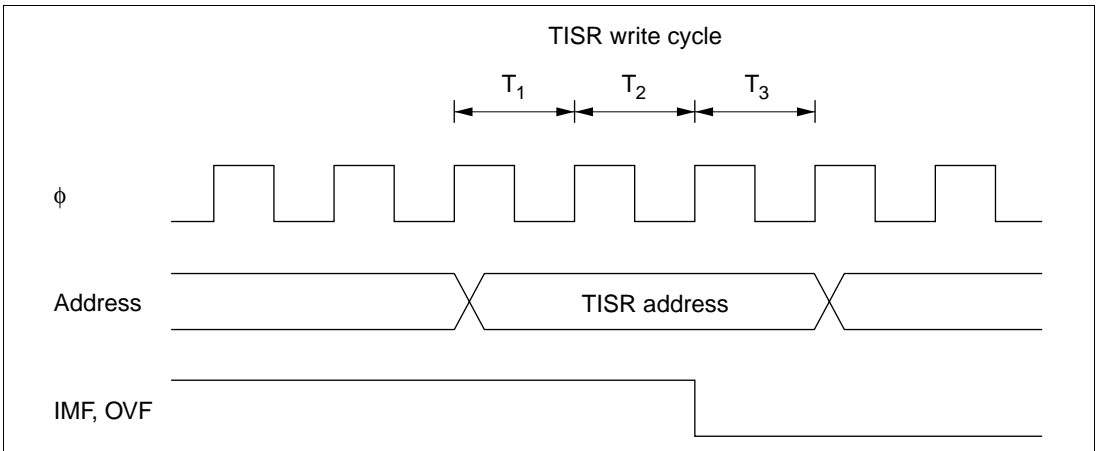 TISR write cycle
T1 T2 T3
ϕ
Address TISR address
IMF, OVF